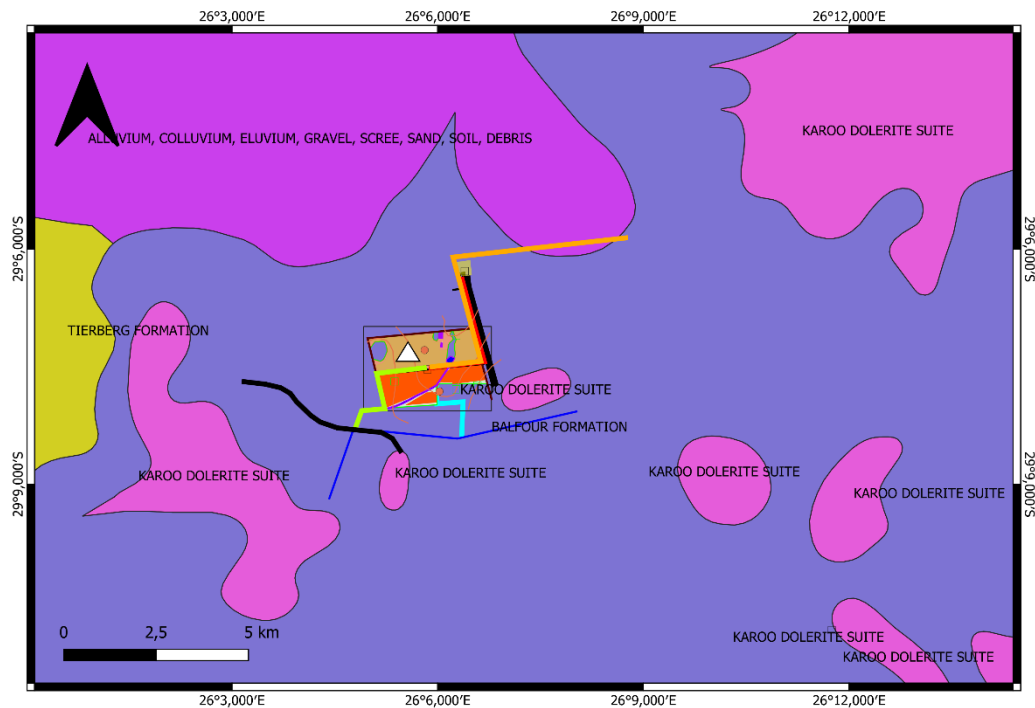 26°3,000'E 26°6,000'E 26°9,000'E 26°12,000'E
ALLUVIUM, COLLUVIUM, ELUVIUM, GRAVEL, SCREE, SAND, SOIL, DEBRIS
KAROO DOLERITE SUITE
29°6,000'S 29°6,000'S
TIERBERG FORMATION
KAROO DOLERITE SUITE
BALFOUR FORMATION
KAROO DOLERITE SUITE
KAROO DOLERITE SUITE
KAROO DOLERITE SUITE
KAROO DOLERITE SUITE
29°9,000'S 29°9,000'S
0 2,5 5 km
KAROO DOLERITE SUITE
KAROO DOLERITE SUITE
26°3,000'E 26°6,000'E 26°9,000'E 26°12,000'E